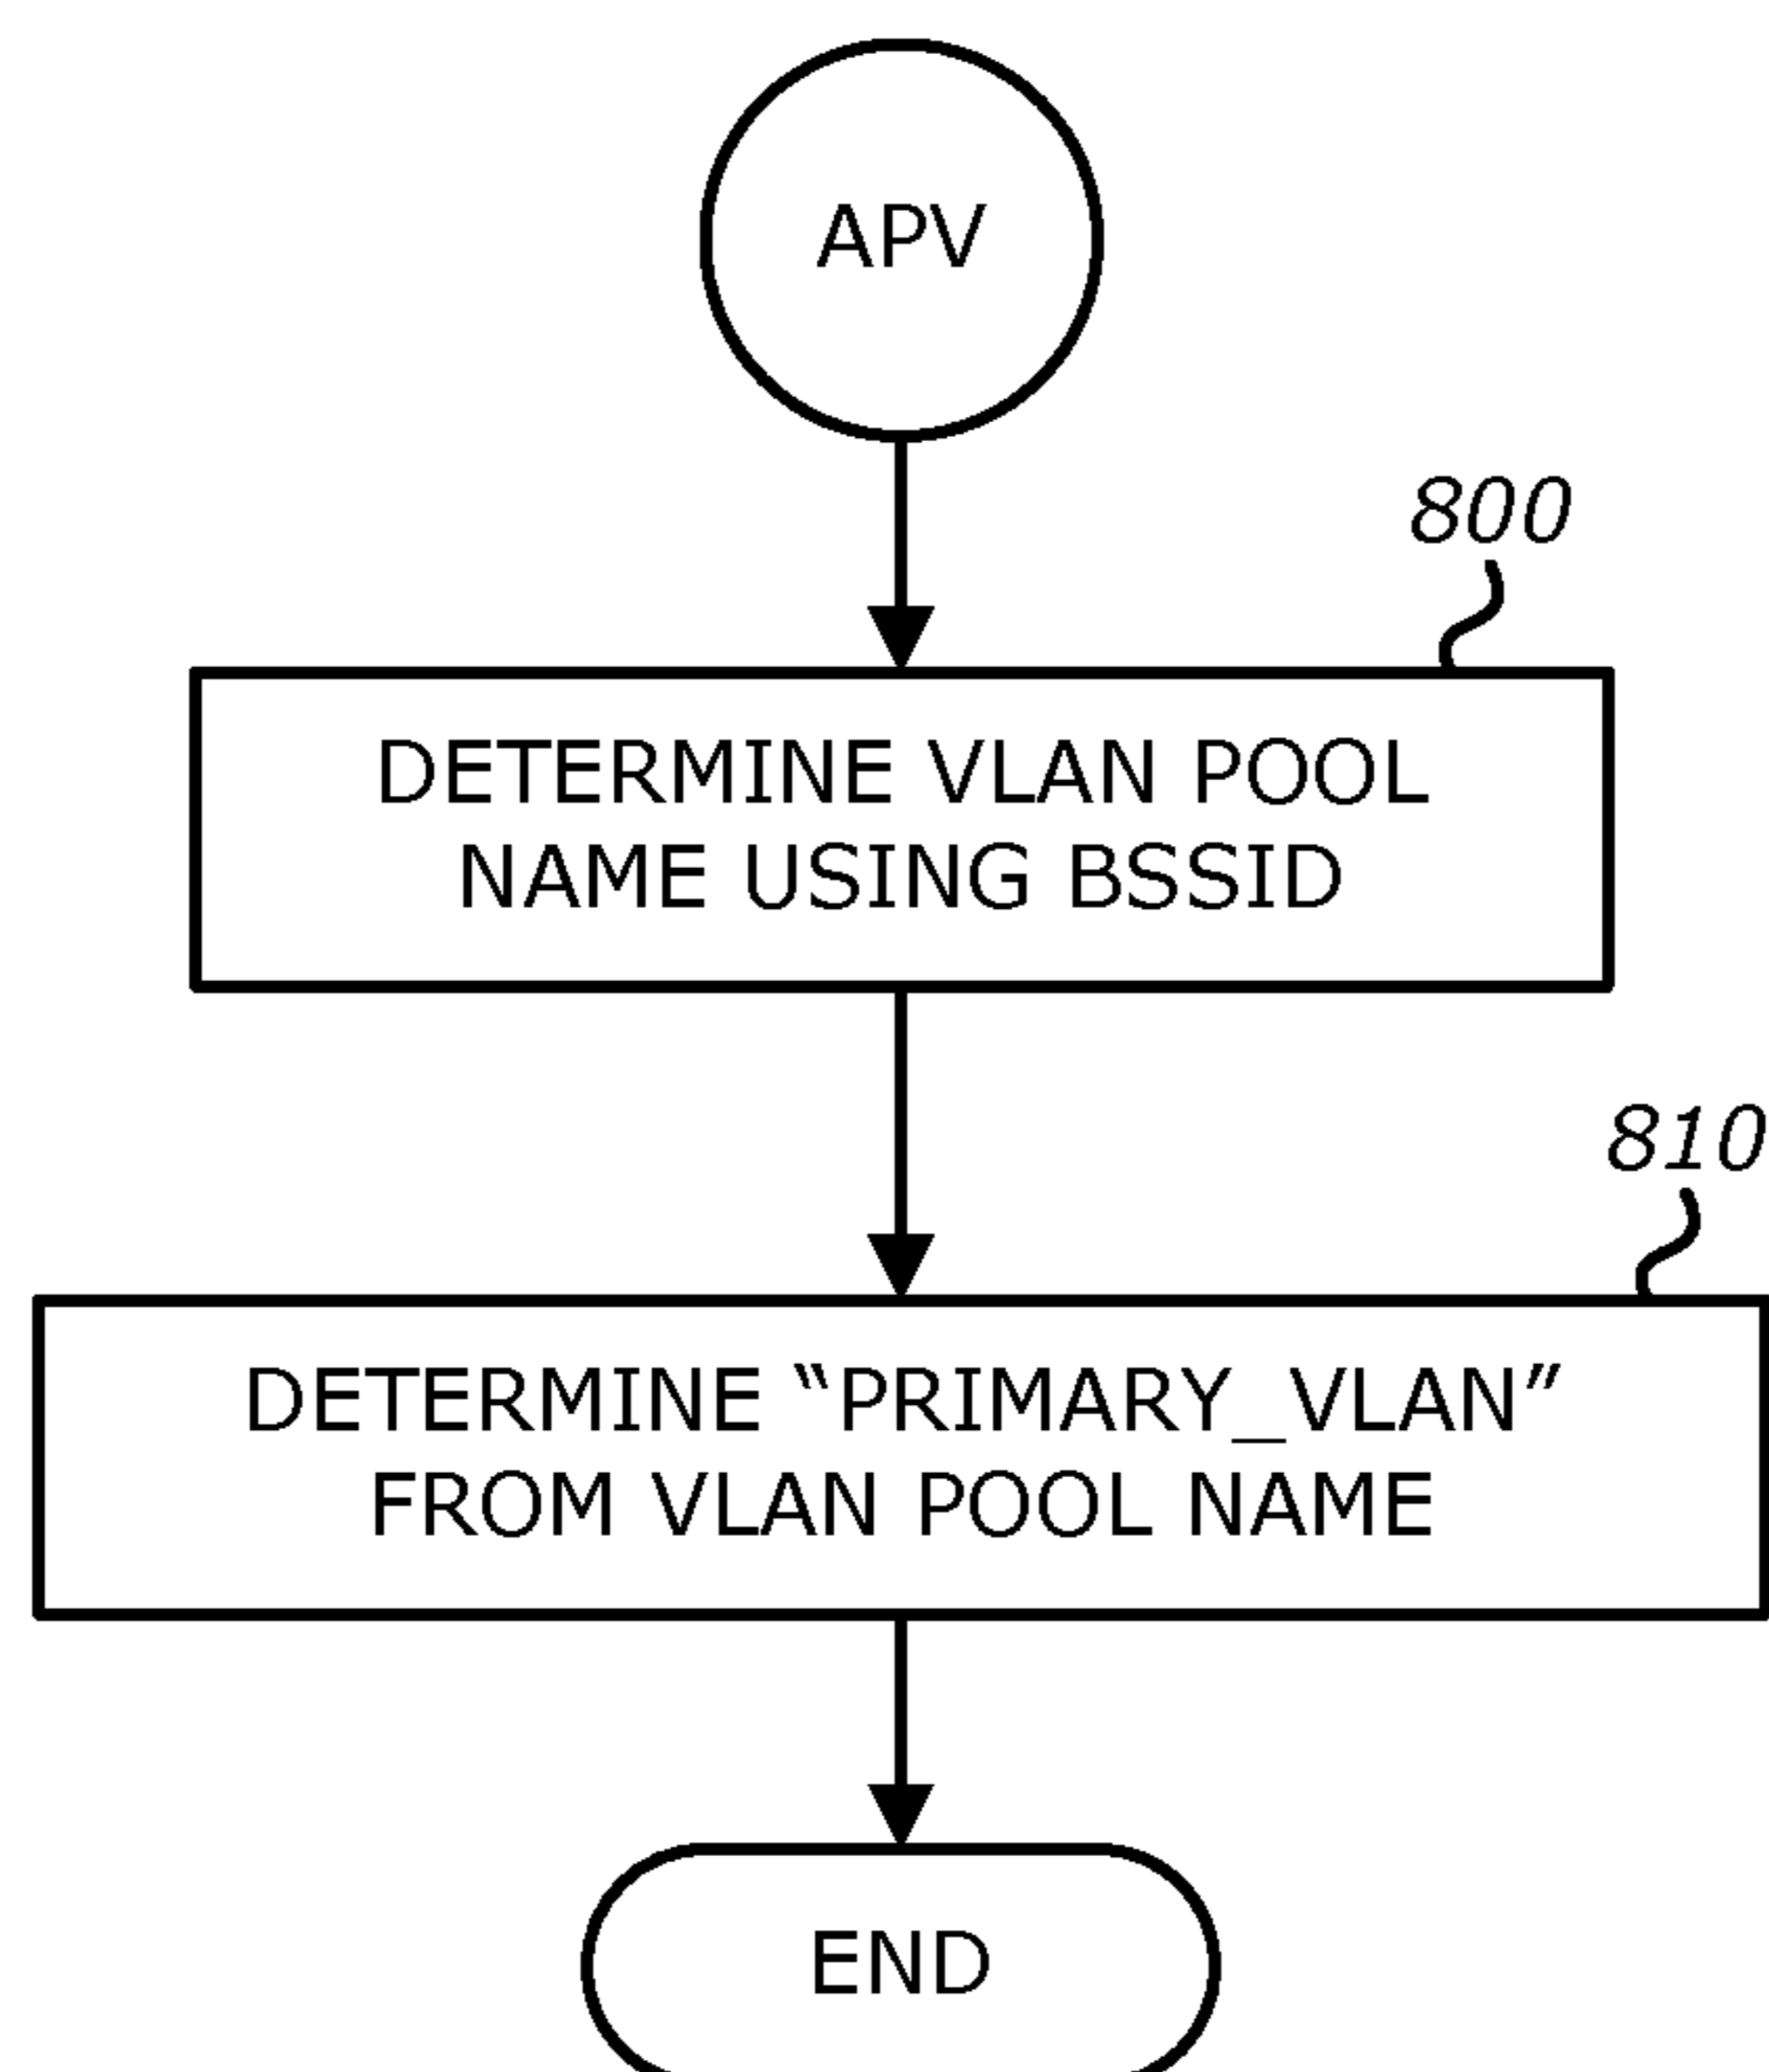 APV
800
DETERMINE VLAN POOL
NAME USING BSSID
810
DETERMINE “PRIMARY_VLAN”
FROM VLAN POOL NAME
END